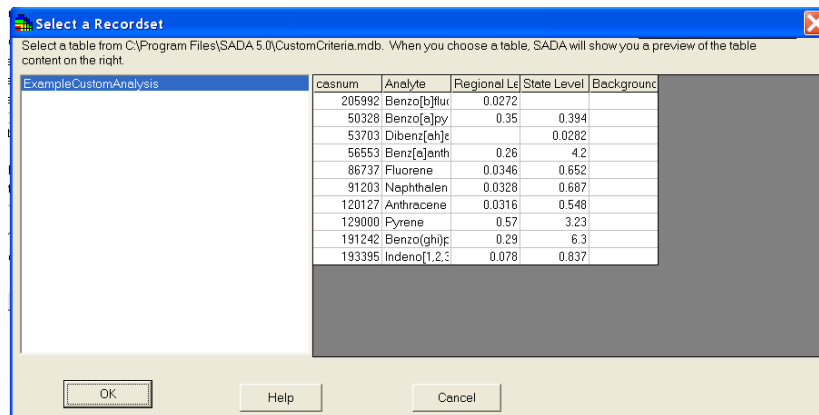 Select a Recordset
Select a table from C:\Program Files\SADA 5.0\CustomCriteria.mdb. When you choose a table, SADA will show you a preview of the table
content on the right.
ExampleCustomAnalysis
casnum Analyte Regional Le State Level Background
205992 Benzo[b]fluc 0.0272
50328 Benzo[a]py 0.35 0.394
53703 Dibenz[ah]a 0.0282
56553 Benz[a]anth 0.26 4.2
86737 Fluorene 0.0346 0.652
91203 Naphthalen 0.0328 0.687
120127 Anthracene 0.0316 0.548
129000 Pyrene 0.57 3.23
191242 Benzo(ghi)p 0.29 6.3
193395 Indeno[1,2,3 0.078 0.837
OK Help Cancel